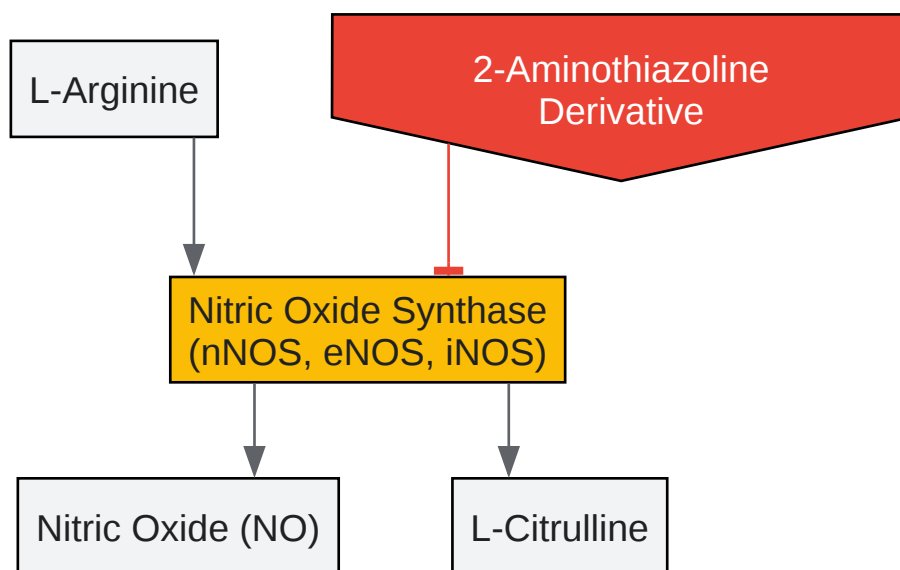 L-Arginine
2-Aminothiazoline
Derivative
Nitric Oxide Synthase
(nNOS, eNOS, iNOS)
Nitric Oxide (NO)
L-Citrulline